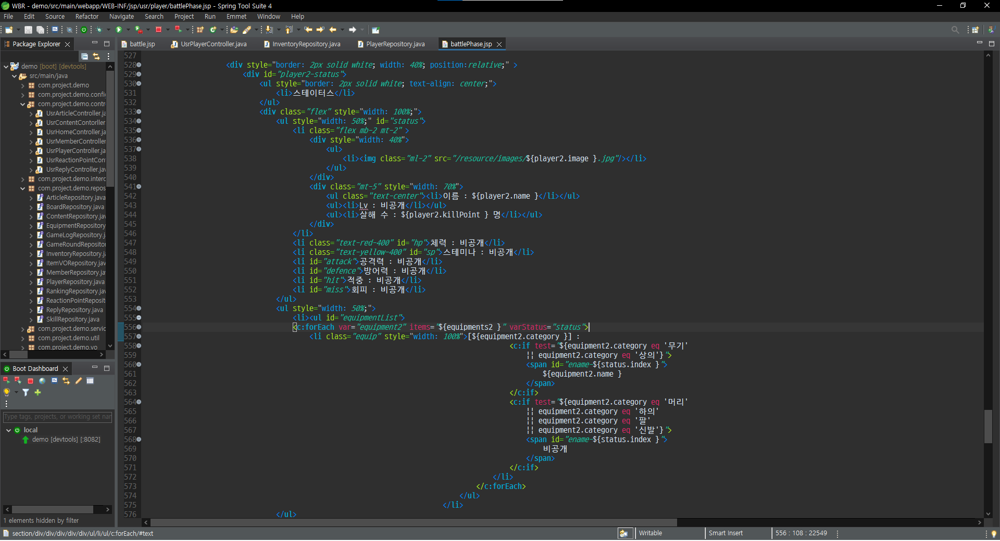 WBR - demo/src/main/webapp/WEB-INF/jsp/usr/player/battlePhase.jsp - Spring Tool Suite 4
File Edit Source Refactor Navigate Search Project Run Emmet Window Help
Package Explorer
battle.jsp UsrPlayerController.java InventoryRepository.java PlayerRepository.java battlePhase.jsp
demo [boot] [devtools]
src/main/java
com.project.demo
com.project.demo.config
com.project.demo.contr
UsrArticleController.ja
UsrContentContorller
UsrHomeController.ja
UsrMemberController
UsrPlayerController.ja
UsrReactionPointCon
UsrReplyController.jav
com.project.demo.interc
com.project.demo.repos
ArticleRepository.java
BoardRepository.java
ContentRepository.jav
EquipmentRepository
GameLogRepository.j
GameRoundRepositor
InventoryRepository.ja
ItemVORepository.jav
MemberRepository.jav
PlayerRepository.java
RankingRepository.jav
ReactionPointReposit
ReplyRepository.java
SkillRepository.java
com.project.demo.servic
com.project.demo.util
com.project.demo.vo
Boot Dashboard
Type tags, projects, or working set nar
local
demo [devtools] [:8082]
1 elements hidden by filter
527
528 <div style="border: 2px solid white; width: 40%; position:relative;" >
529 <div id="player2-status">
530 <ul style="border: 2px solid white; text-align: center;">
531 <li>스테이터스</li>
532 </ul>
533 <div class="flex" style="width: 100%;">
534 <ul style="width: 50%;" id="status">
535 <li class="flex mb-2 mt-2" >
536 <div style="width: 40%">
537 <ul>
538 <li><img class="ml-2" src="/resource/images/${player2.image }.jpg"/></li>
539 </ul>
540 </div>
541 <div class="mt-5" style="width: 70%">
542 <ul class="text-center"><li>이름 : ${player2.name }</li></ul>
543 <ul><li>Lv : 비공개</li></ul>
544 <ul><li>살해 수 : ${player2.killPoint } 명</li></ul>
545 </div>
546 </li>
547 <li class="text-red-400" id="hp">체력 : 비공개</li>
548 <li class="text-yellow-400" id="sp">스테미나 : 비공개</li>
549 <li id="attack">공격력 : 비공개</li>
550 <li id="defence">방어력 : 비공개</li>
551 <li id="hit">적중 : 비공개</li>
552 <li id="miss">회피 : 비공개</li>
553 </ul>
554 <ul style="width: 50%;">
555 <li><ul id="equipmentList">
556 <c:forEach var="equipment2" items="${equipments2 }" varStatus="status">
557 <li class="equip" style="width: 100%">[${equipment2.category }] :
558 <c:if test="${equipment2.category eq '무기'
559 || equipment2.category eq '상의'}">
560 <span id="ename-${status.index }">
561 ${equipment2.name }
562 </span>
563 </c:if>
564 <c:if test="${equipment2.category eq '머리'
565 || equipment2.category eq '하의'
566 || equipment2.category eq '팔'
567 || equipment2.category eq '신발'}">
568 <span id="ename-${status.index }">
569 비공개
570 </span>
571 </c:if>
572 </li>
573 </c:forEach>
574 </ul>
575 </li>
576 </ul>
section/div/div/div/div/div/ul/li/ul/c:forEach/#text Writable Smart Insert 556 : 108 : 22549